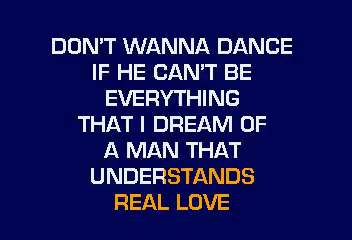 DON'T WANNA DANCE
IF HE CAN'T BE
EVERYTHING
THAT I DREAM OF
A MAN THAT
UNDERSTANDS
REAL LOVE